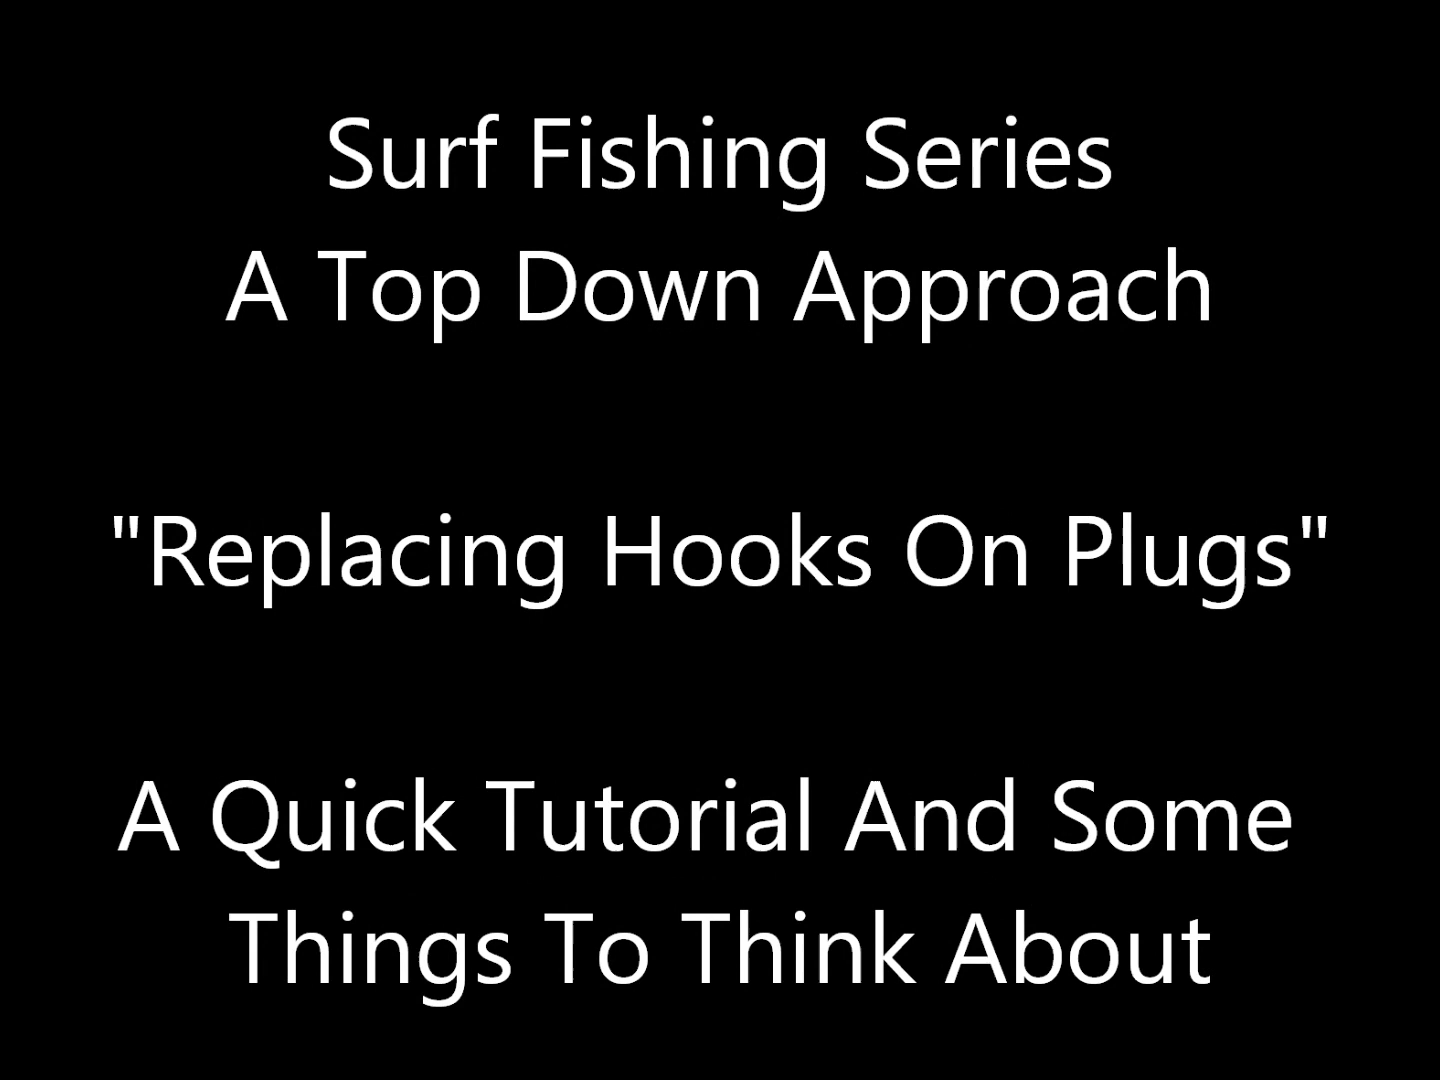 Surf Fishing Series
A Top Down Approach
"Replacing Hooks On Plugs"
A Quick Tutorial And Some
Things To Think About